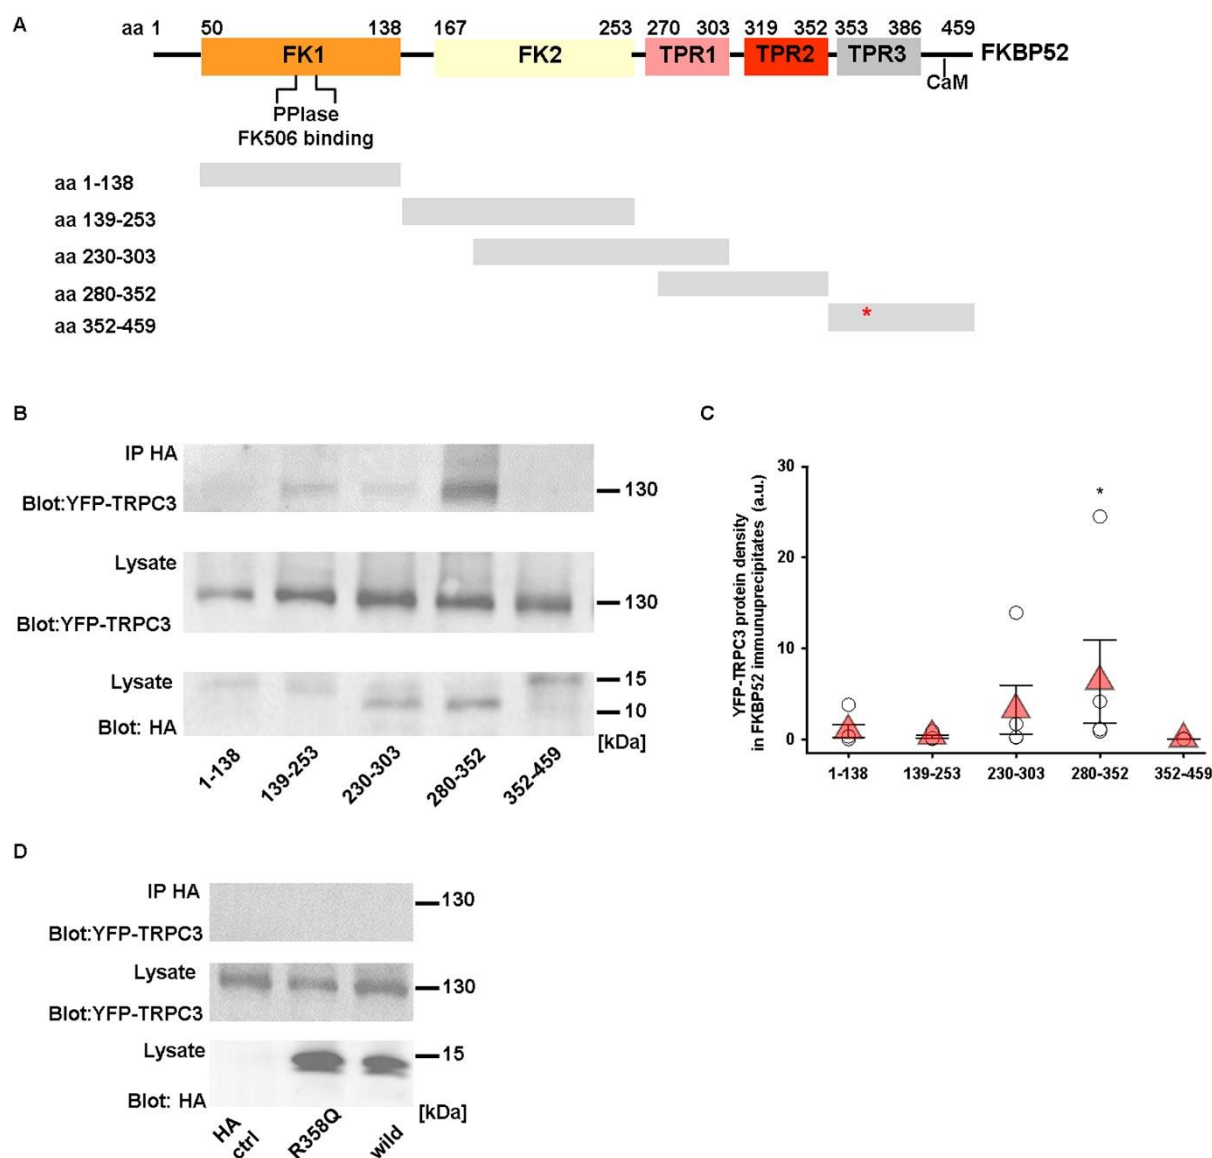 A
aa 1 50 138 167 253 270 303 319 352 353 386 459
FK1 FK2 TPR1 TPR2 TPR3 FKBP52
CaM
PPIase
FK506 binding
aa 1-138
aa 139-253
aa 230-303
aa 280-352
*
aa 352-459
B
IP HA
Blot:YFP-TRPC3
130
Lysate
Blot:YFP-TRPC3
130
Lysate
Blot: HA
15
10
[kDa]
1-138 139-253 230-303 280-352 352-459
C
YFP-TRPC3 protein density
in FKBP52 immunuprecipitates (a.u.)
30
20
10
0
*
1-138 139-253 230-303 280-352 352-459
D
IP HA
Blot:YFP-TRPC3
130
Lysate
Blot:YFP-TRPC3
130
Lysate
Blot: HA
15
[kDa]
HA
ctrl
R358Q
wild